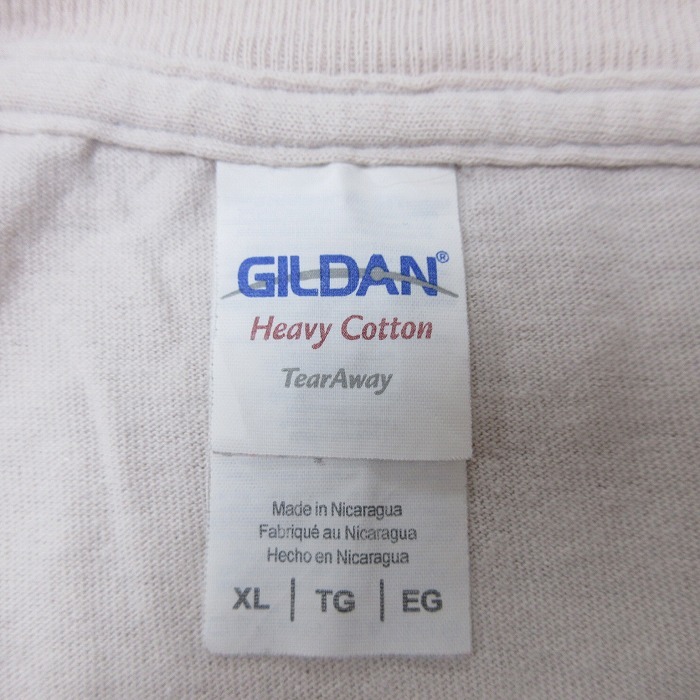 GILDAN®
Heavy Cotton
TearAway
Made in Nicaragua
Fabriqué au Nicaragua
Hecho en Nicaragua
XL | TG | EG